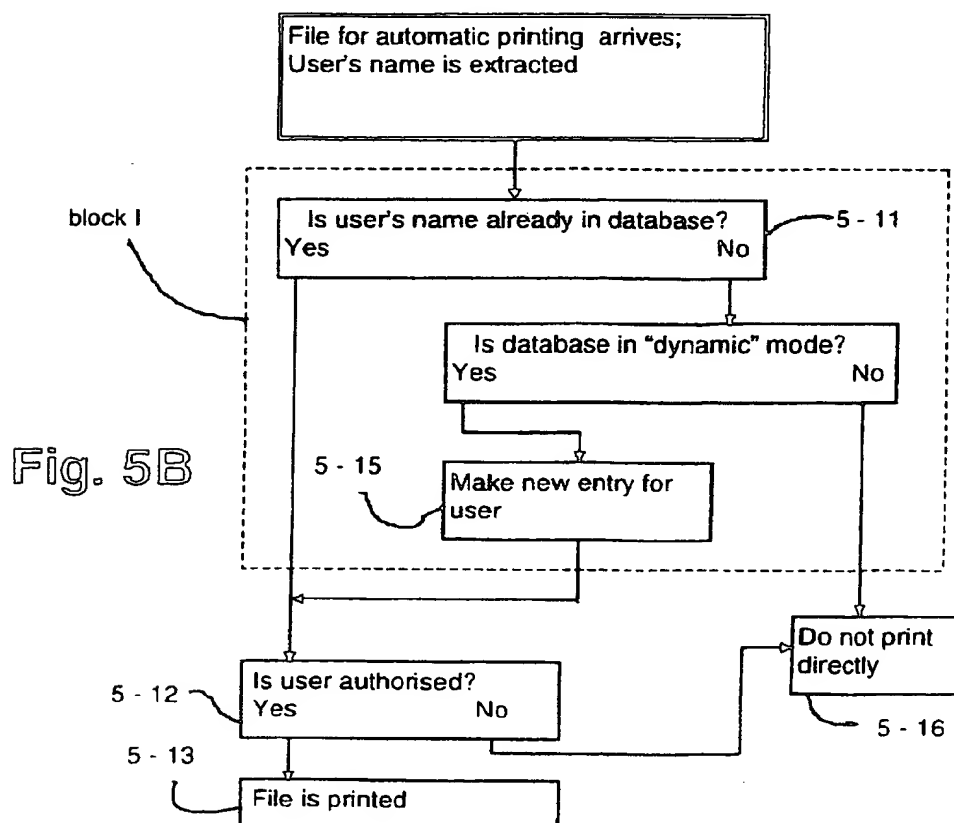 File for automatic printing arrives;
User's name is extracted
block I
Is user's name already in database?
Yes No
5 - 11
Is database in "dynamic" mode?
Yes No
Fig. 5B
5 - 15
Make new entry for
user
Do not print
directly
5 - 16
5 - 12
Is user authorised?
Yes No
5 - 13
File is printed